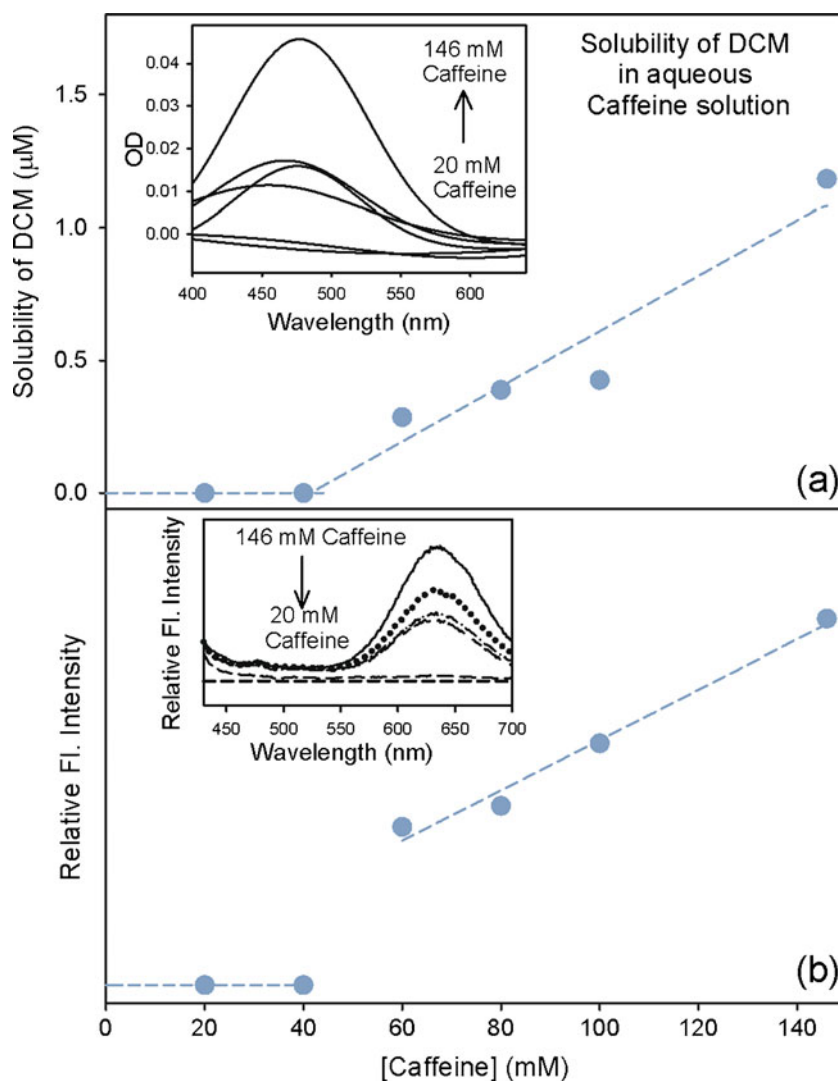 Solubility of DCM
in aqueous
Caffeine solution
(a)
Solubility of DCM (μM)
1.5
1.0
0.5
0.0
OD
0.04
0.03
0.02
0.01
0.00
146 mM
Caffeine
20 mM
Caffeine
400 450 500 550 600
Wavelength (nm)
(b)
Relative Fl. Intensity
Relative Fl. Intensity
146 mM Caffeine
20 mM
Caffeine
450 500 550 600 650 700
Wavelength (nm)
0 20 40 60 80 100 120 140
[Caffeine] (mM)